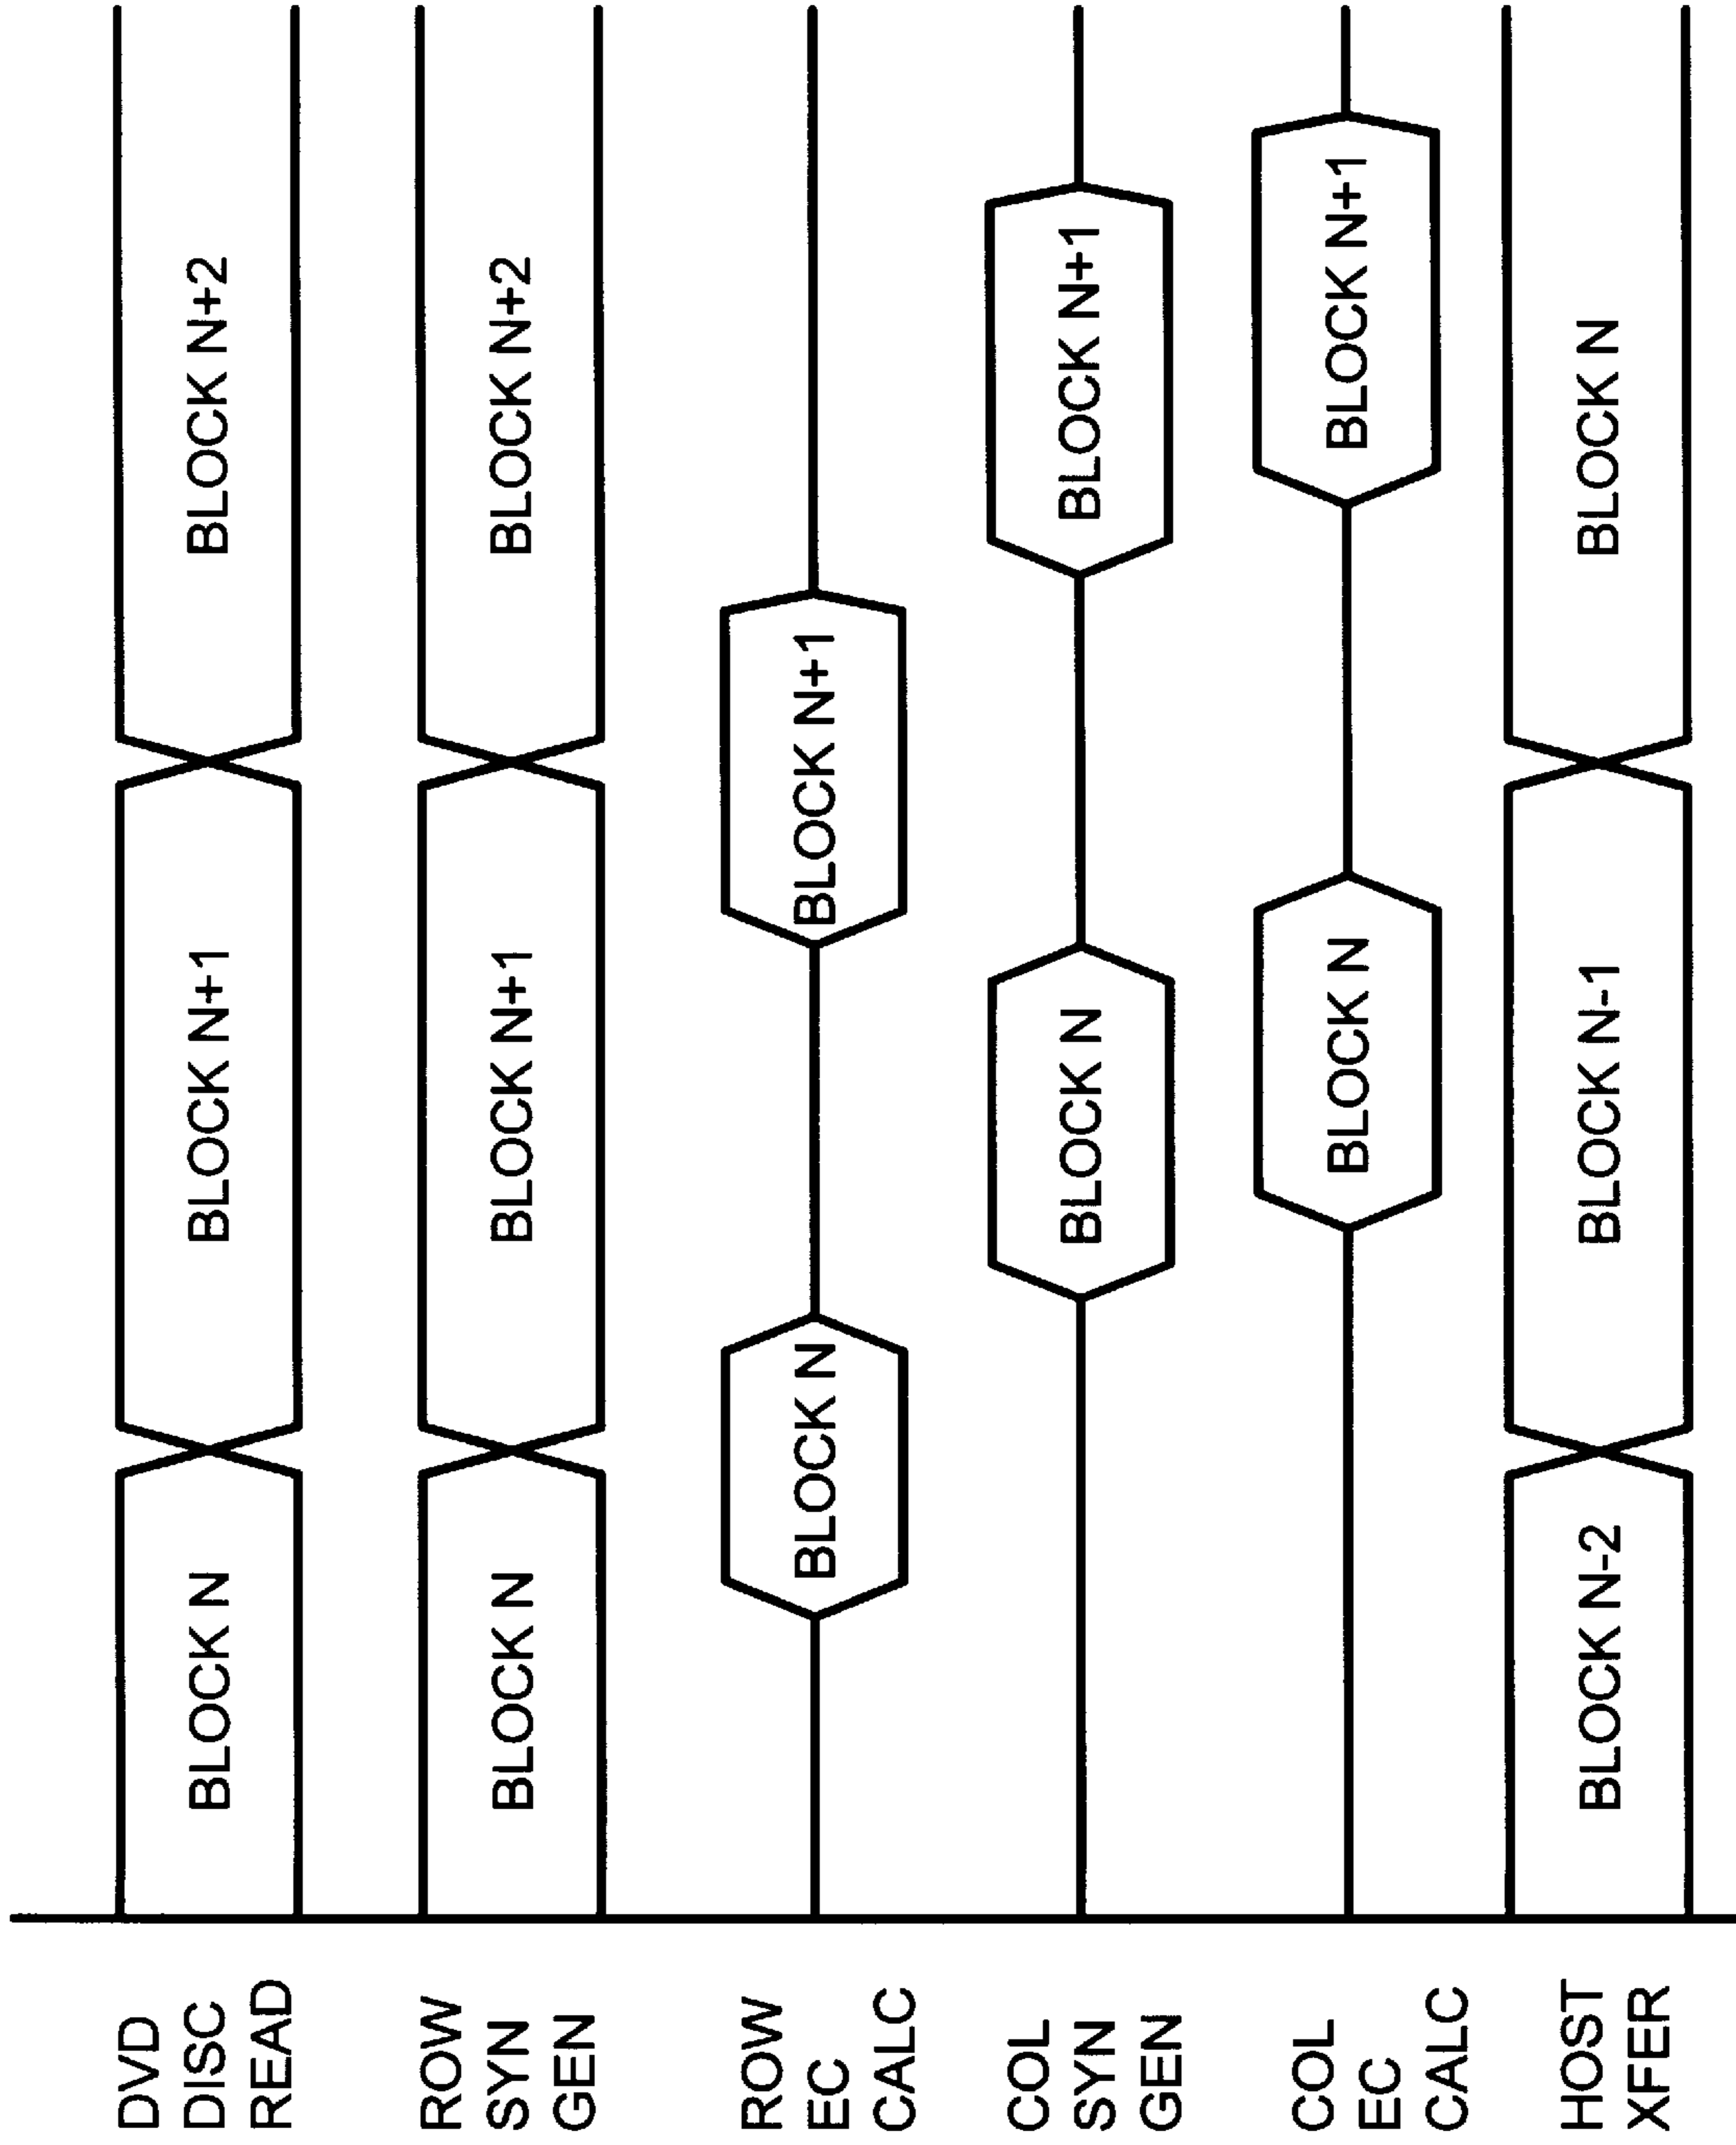 DVD
DISC
READ
BLOCK N
BLOCK N+1
BLOCK N+2
ROW
SYN
GEN
BLOCK N
BLOCK N+1
BLOCK N+2
ROW
EC
CALC
BLOCK N
BLOCK N+1
COL
SYN
GEN
BLOCK N
BLOCK N+1
COL
EC
CALC
BLOCK N
BLOCK N+1
HOST
XFER
BLOCK N-2
BLOCK N-1
BLOCK N